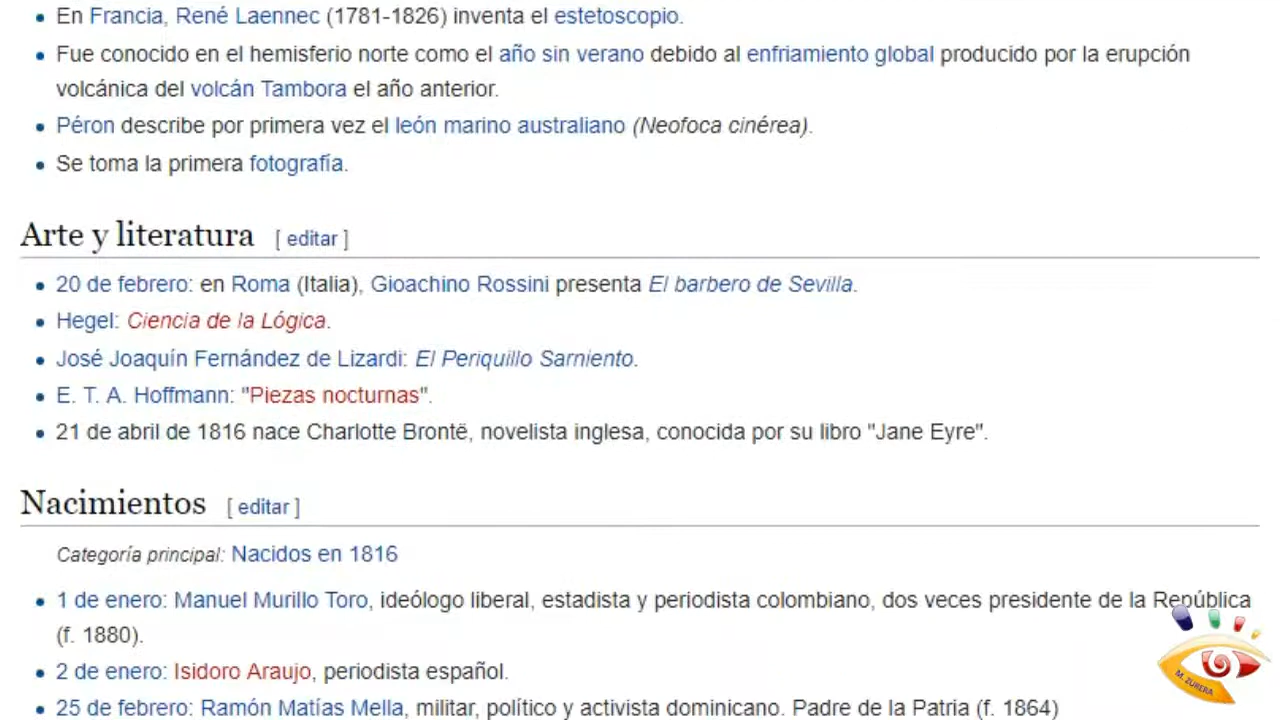 En Francia, René Laennec (1781-1826) inventa el estetoscopio.
Fue conocido en el hemisferio norte como el año sin verano debido al enfriamiento global producido por la erupción
volcánica del volcán Tambora el año anterior.
Péron describe por primera vez el león marino australiano (Neofoca cinérea).
Se toma la primera fotografía.
Arte y literatura [ editar ]
20 de febrero: en Roma (Italia), Gioachino Rossini presenta El barbero de Sevilla.
Hegel: Ciencia de la Lógica.
José Joaquín Fernández de Lizardi: El Periquillo Sarniento.
E. T. A. Hoffmann: "Piezas nocturnas".
21 de abril de 1816 nace Charlotte Brontë, novelista inglesa, conocida por su libro "Jane Eyre".
Nacimientos [ editar ]
Categoría principal: Nacidos en 1816
1 de enero: Manuel Murillo Toro, ideólogo liberal, estadista y periodista colombiano, dos veces presidente de la República
(f. 1880).
2 de enero: Isidoro Araujo, periodista español.
25 de febrero: Ramón Matías Mella, militar, político y activista dominicano. Padre de la Patria (f. 1864)
M. ZURERA